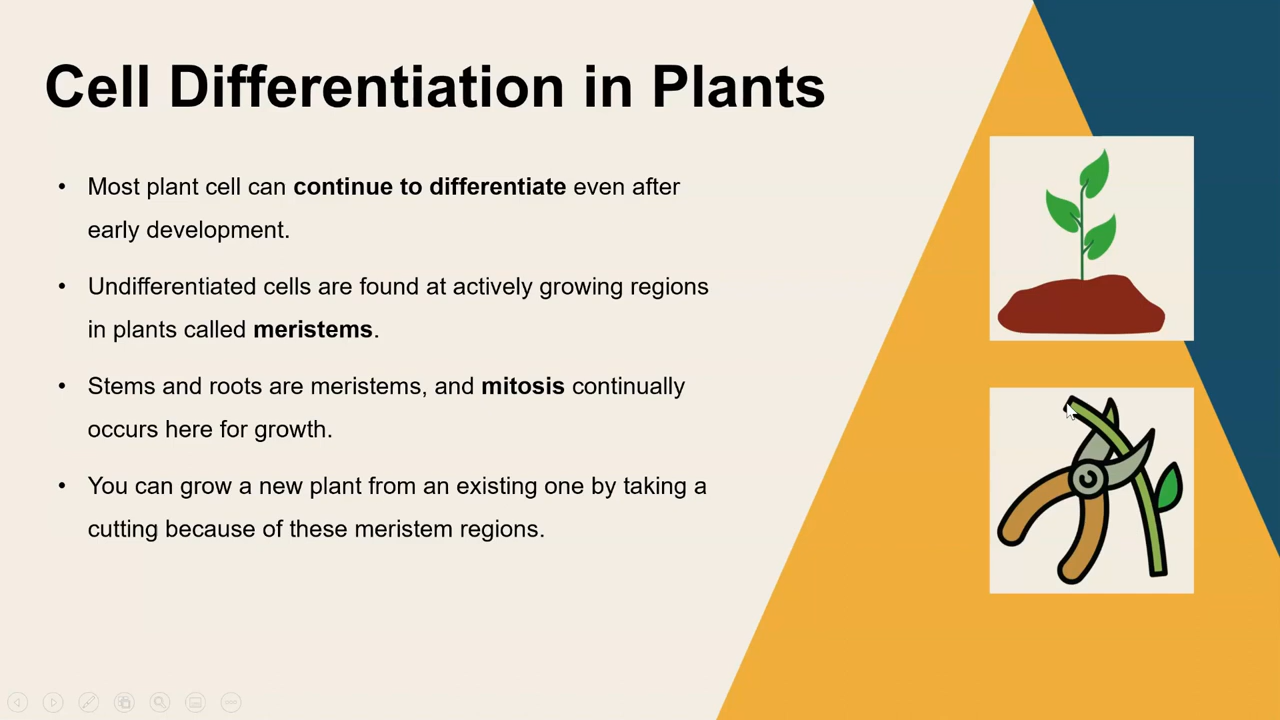 Cell Differentiation in Plants
• Most plant cell can continue to differentiate even after
early development.
• Undifferentiated cells are found at actively growing regions
in plants called meristems.
• Stems and roots are meristems, and mitosis continually
occurs here for growth.
• You can grow a new plant from an existing one by taking a
cutting because of these meristem regions.